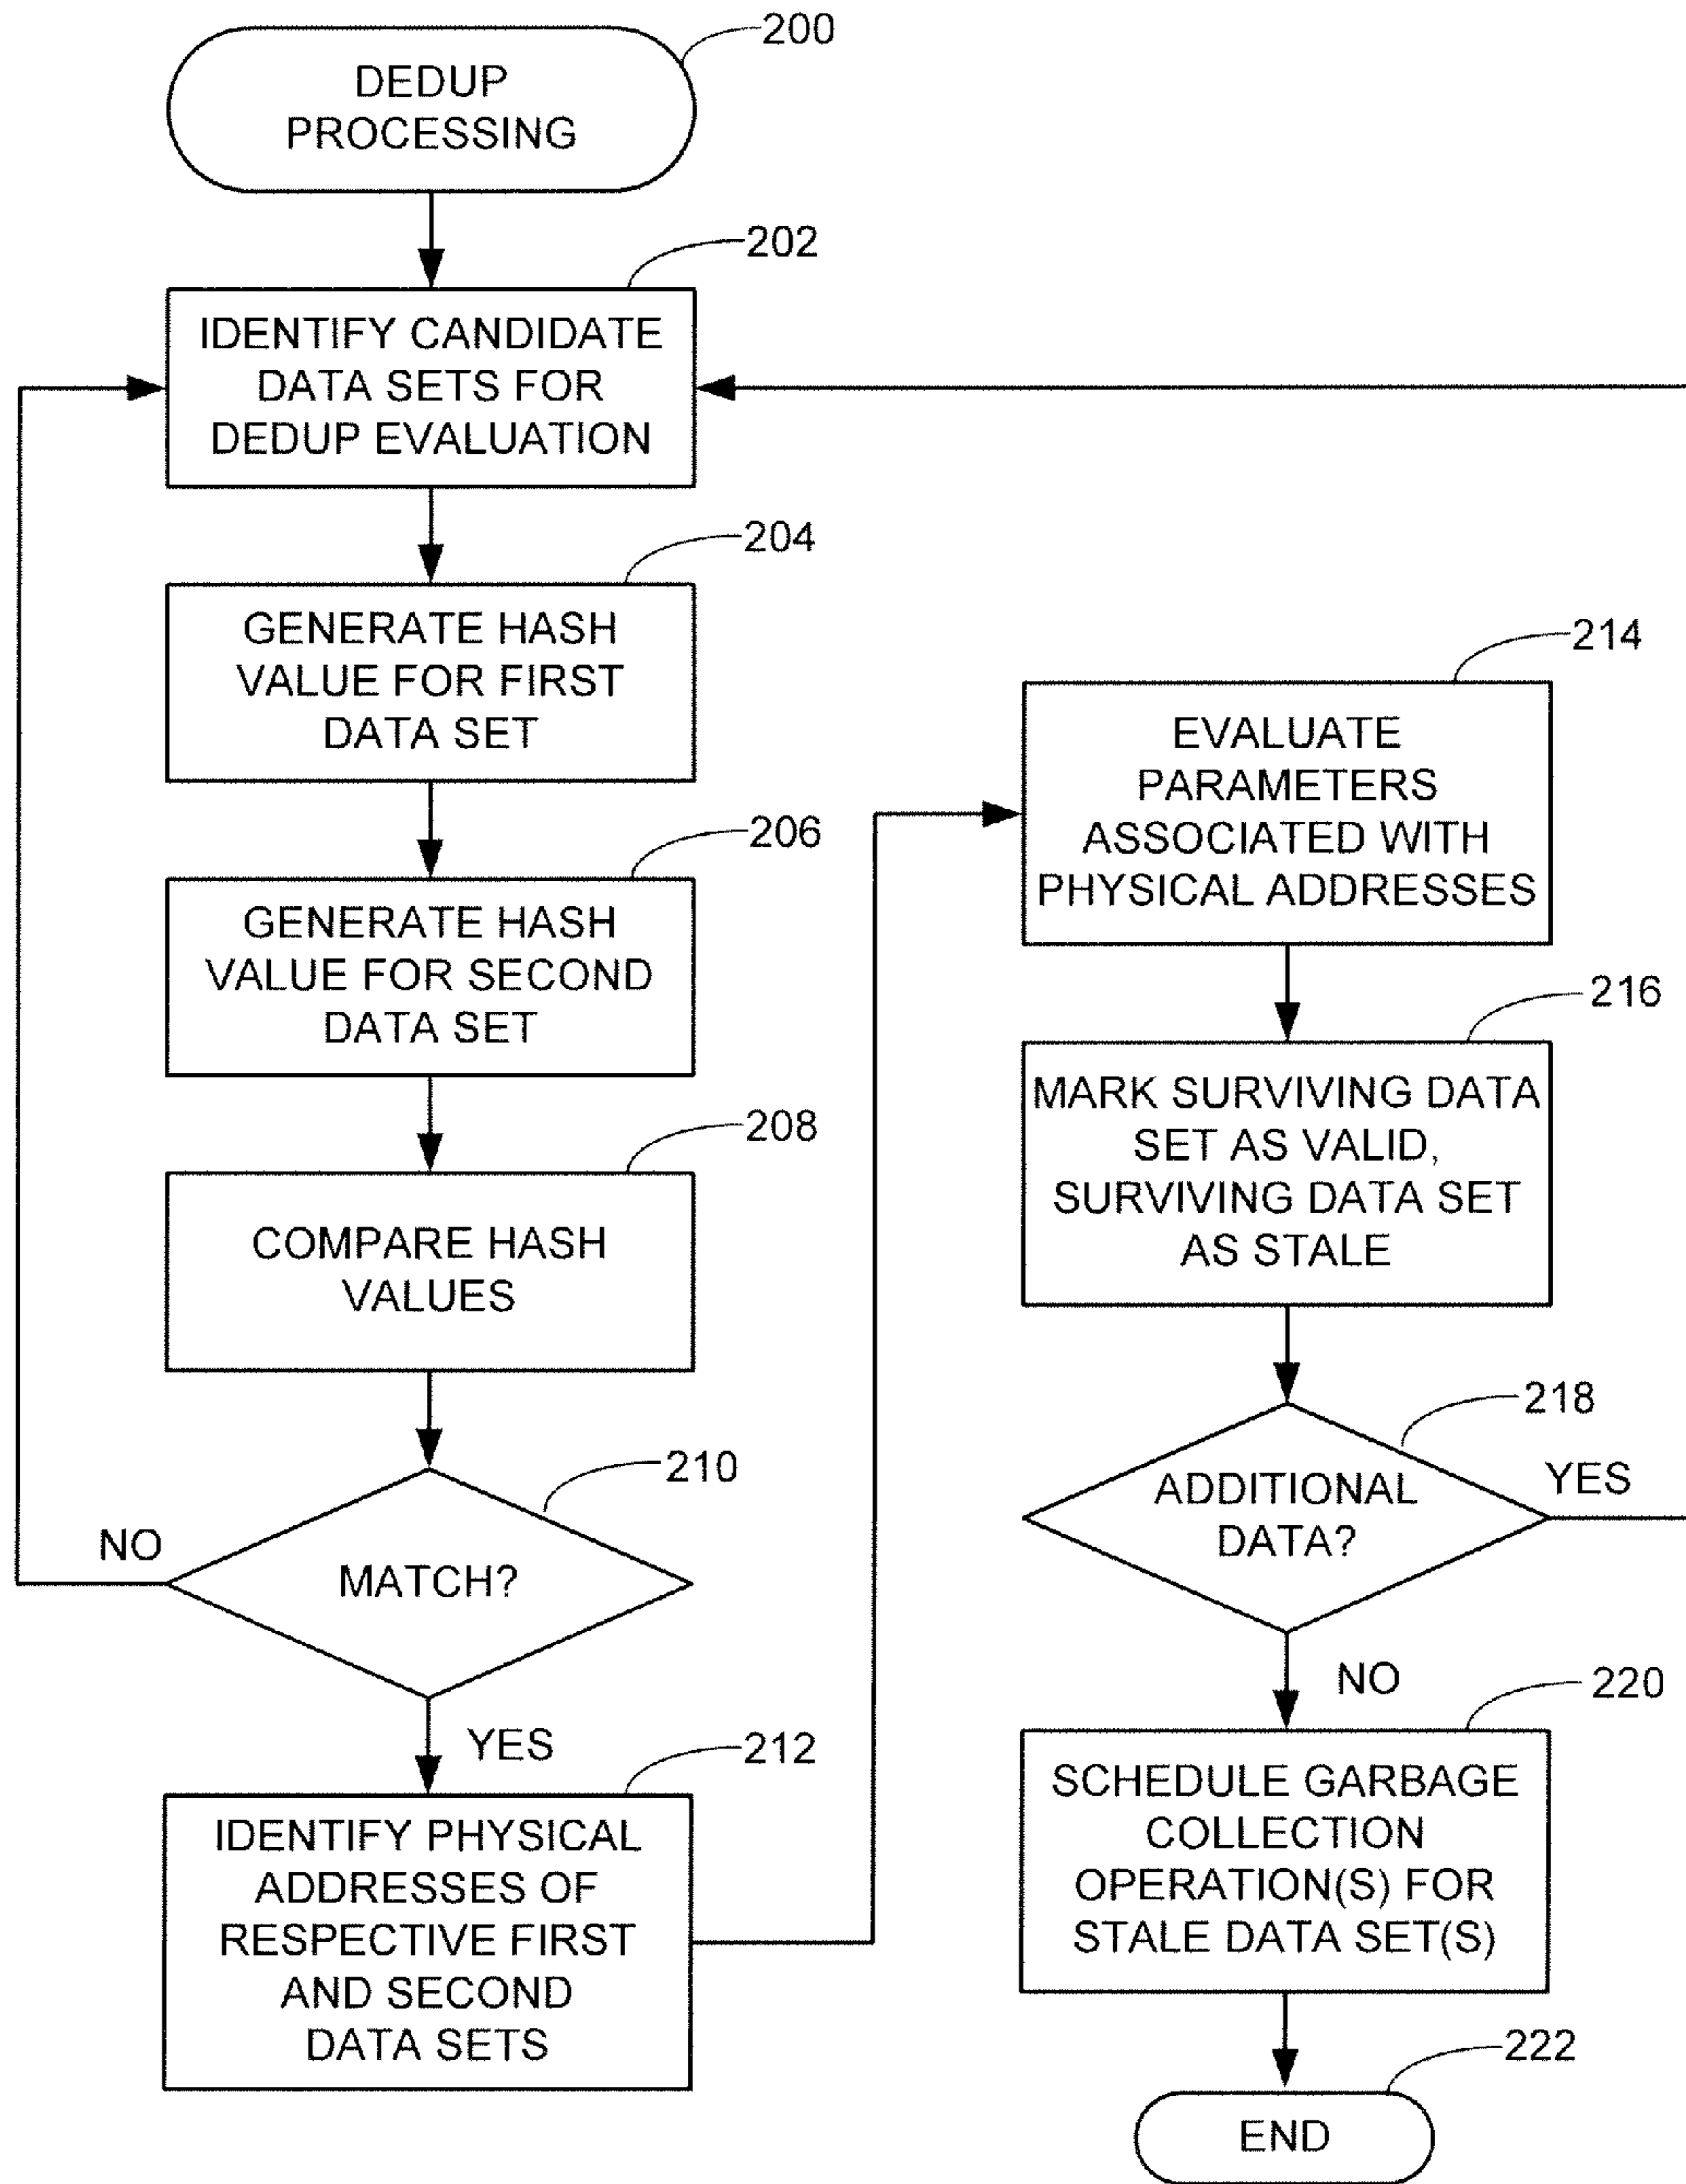 200
DEDUP
PROCESSING
202
IDENTIFY CANDIDATE
DATA SETS FOR
DEDUP EVALUATION
204
GENERATE HASH
VALUE FOR FIRST
DATA SET
206
GENERATE HASH
VALUE FOR SECOND
DATA SET
208
COMPARE HASH
VALUES
210
NO
MATCH?
YES
212
IDENTIFY PHYSICAL
ADDRESSES OF
RESPECTIVE FIRST
AND SECOND
DATA SETS
214
EVALUATE
PARAMETERS
ASSOCIATED WITH
PHYSICAL ADDRESSES
216
MARK SURVIVING DATA
SET AS VALID,
SURVIVING DATA SET
AS STALE
218
YES
ADDITIONAL
DATA?
NO
220
SCHEDULE GARBAGE
COLLECTION
OPERATION(S) FOR
STALE DATA SET(S)
222
END